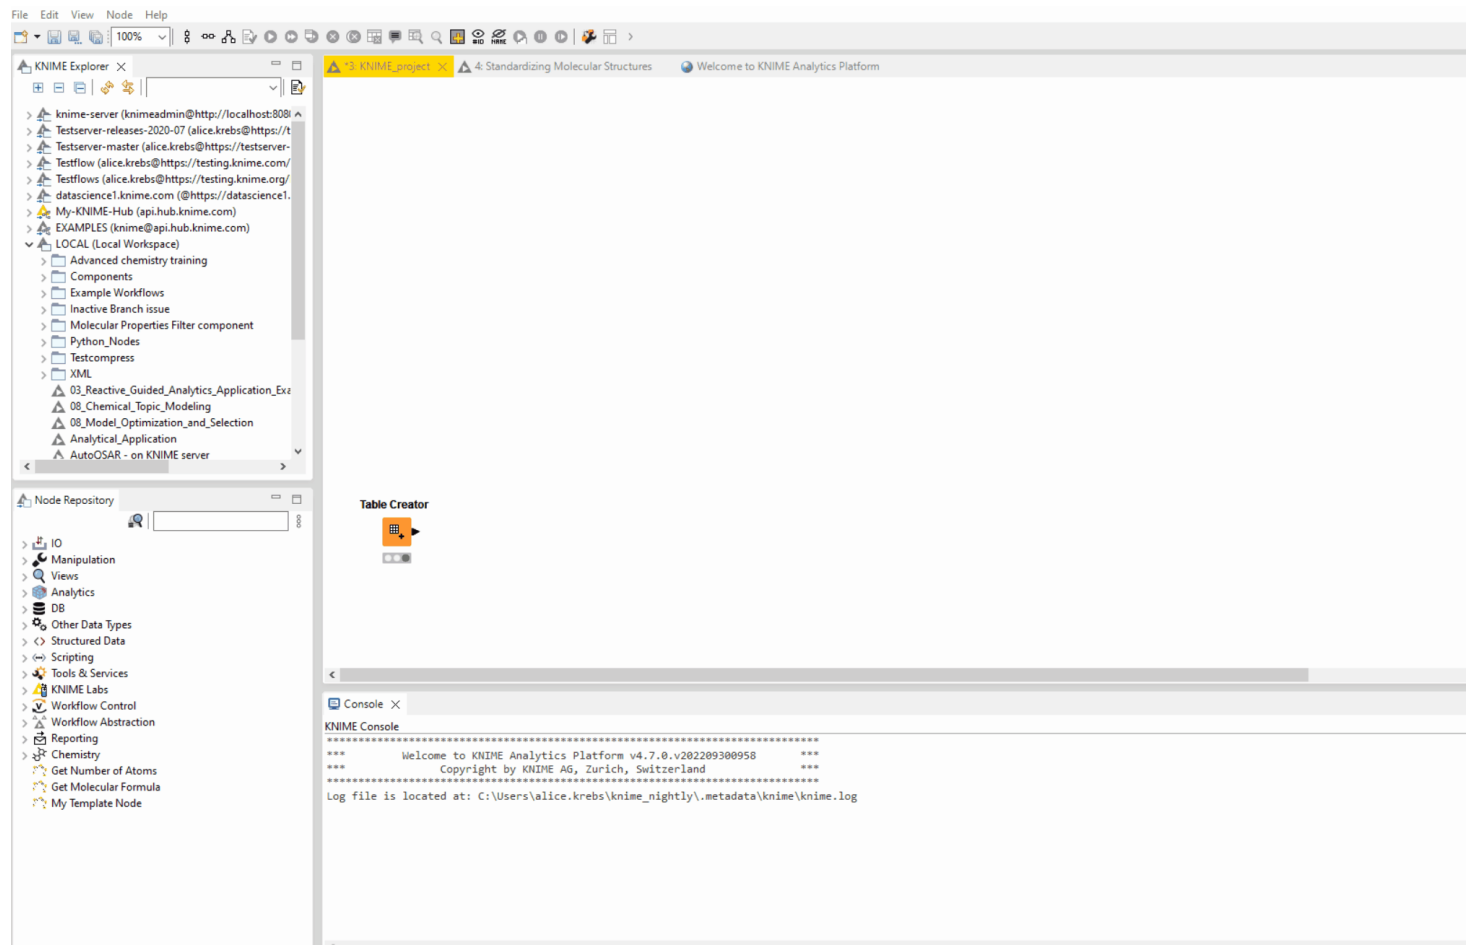 File Edit View Node Help
100%
KNIME Explorer
knime-server (knimeadmin@http://localhost:808
Testserver-releases-2020-07 (alice.krebs@https://t
Testserver-master (alice.krebs@https://testserver-
Testflow (alice.krebs@https://testing.knime.com/
Testflows (alice.krebs@https://testing.knime.org/
datascience1.knime.com (@https://datascience1.
My-KNIME-Hub (api.hub.knime.com)
EXAMPLES (knime@api.hub.knime.com)
LOCAL (Local Workspace)
Advanced chemistry training
Components
Example Workflows
Inactive Branch issue
Molecular Properties Filter component
Python_Nodes
Testcompress
XML
03_Reactive_Guided_Analytics_Application_Exa
08_Chemical_Topic_Modeling
08_Model_Optimization_and_Selection
Analytical_Application
AutoQSAR - on KNIME server
Node Repository
IO
Manipulation
Views
Analytics
DB
Other Data Types
Structured Data
Scripting
Tools & Services
KNIME Labs
Workflow Control
Workflow Abstraction
Reporting
Chemistry
Get Number of Atoms
Get Molecular Formula
My Template Node
*3: KNIME_project 4: Standardizing Molecular Structures Welcome to KNIME Analytics Platform
Table Creator
Console
KNIME Console
*** Welcome to KNIME Analytics Platform v4.7.0.v202209300958 ***
*** Copyright by KNIME AG, Zurich, Switzerland ***
Log file is located at: C:\Users\alice.krebs\knime_nightly\.metadata\knime\knime.log